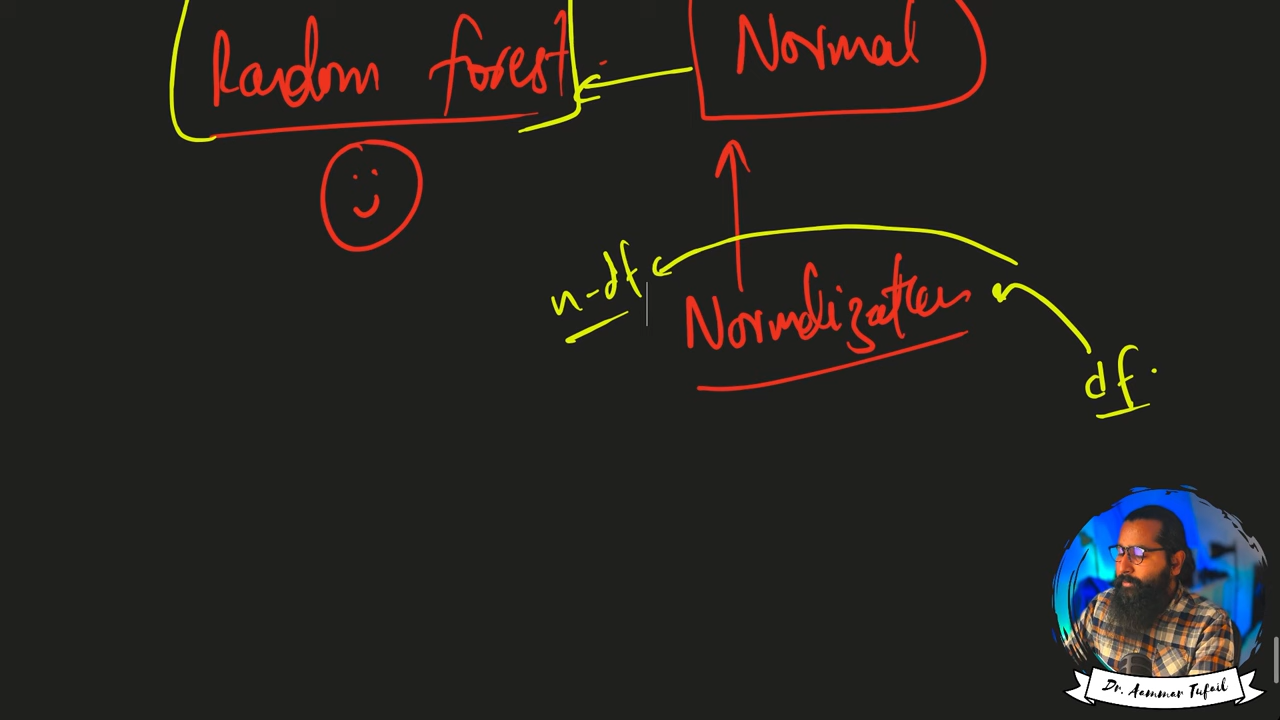 Random forest
Normal
n-df
Normalization
df.
Dr. Aammar Tufail